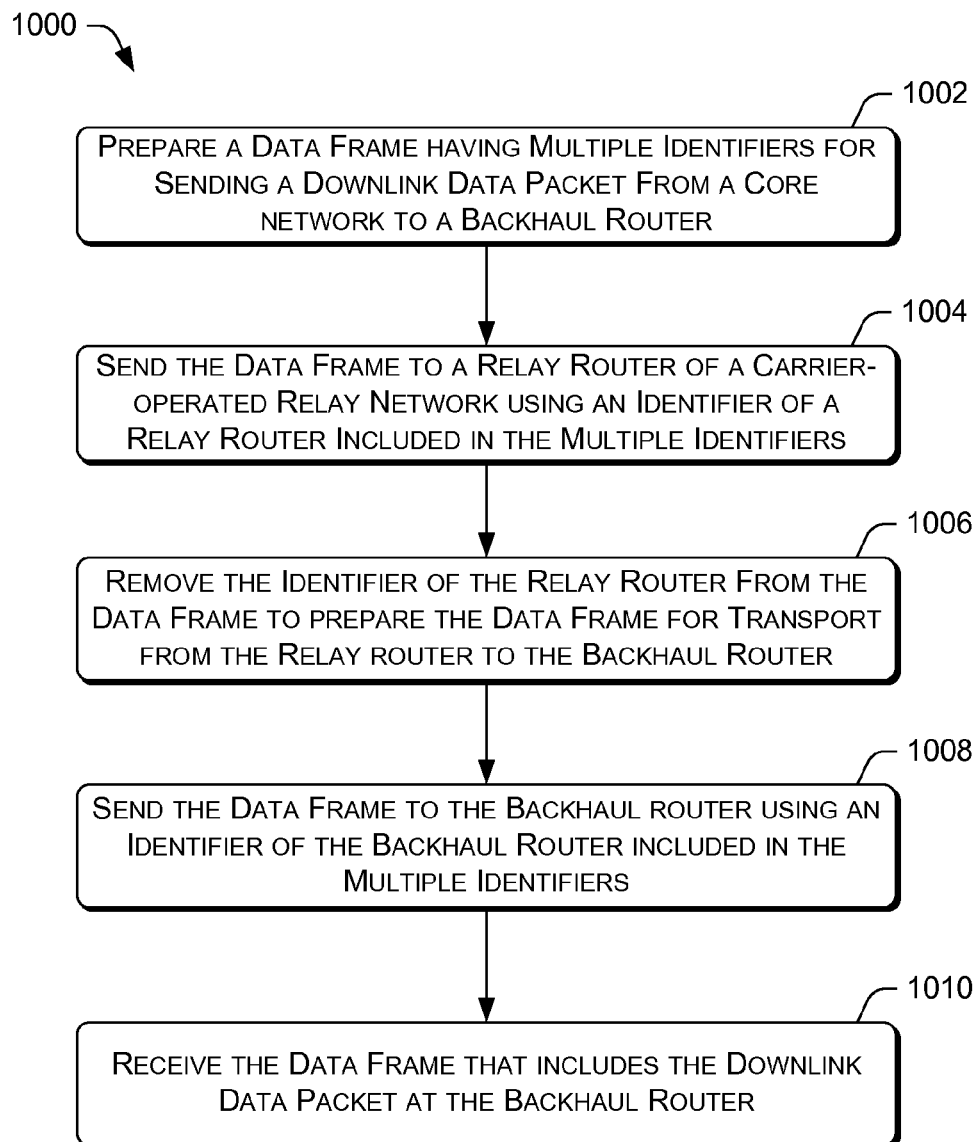 1000
1002
PREPARE A DATA FRAME HAVING MULTIPLE IDENTIFIERS FOR
SENDING A DOWNLINK DATA PACKET FROM A CORE
NETWORK TO A BACKHAUL ROUTER
1004
SEND THE DATA FRAME TO A RELAY ROUTER OF A CARRIER-
OPERATED RELAY NETWORK USING AN IDENTIFIER OF A
RELAY ROUTER INCLUDED IN THE MULTIPLE IDENTIFIERS
1006
REMOVE THE IDENTIFIER OF THE RELAY ROUTER FROM THE
DATA FRAME TO PREPARE THE DATA FRAME FOR TRANSPORT
FROM THE RELAY ROUTER TO THE BACKHAUL ROUTER
1008
SEND THE DATA FRAME TO THE BACKHAUL ROUTER USING AN
IDENTIFIER OF THE BACKHAUL ROUTER INCLUDED IN THE
MULTIPLE IDENTIFIERS
1010
RECEIVE THE DATA FRAME THAT INCLUDES THE DOWNLINK
DATA PACKET AT THE BACKHAUL ROUTER